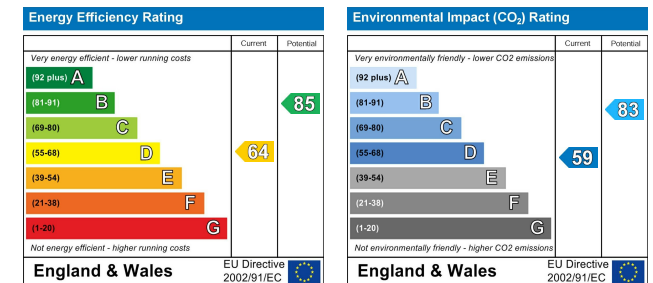 Energy Efficiency Rating
Current Potential
Very energy efficient - lower running costs
(92 plus) A
(81-91) B
(69-80) C
(55-68) D
(39-54) E
(21-38) F
(1-20) G
64
85
Not energy efficient - higher running costs
England & Wales
EU Directive
2002/91/EC
Environmental Impact (CO₂) Rating
Current Potential
Very environmentally friendly - lower CO2 emissions
(92 plus) A
(81-91) B
(69-80) C
(55-68) D
(39-54) E
(21-38) F
(1-20) G
59
83
Not environmentally friendly - higher CO2 emissions
England & Wales
EU Directive
2002/91/EC